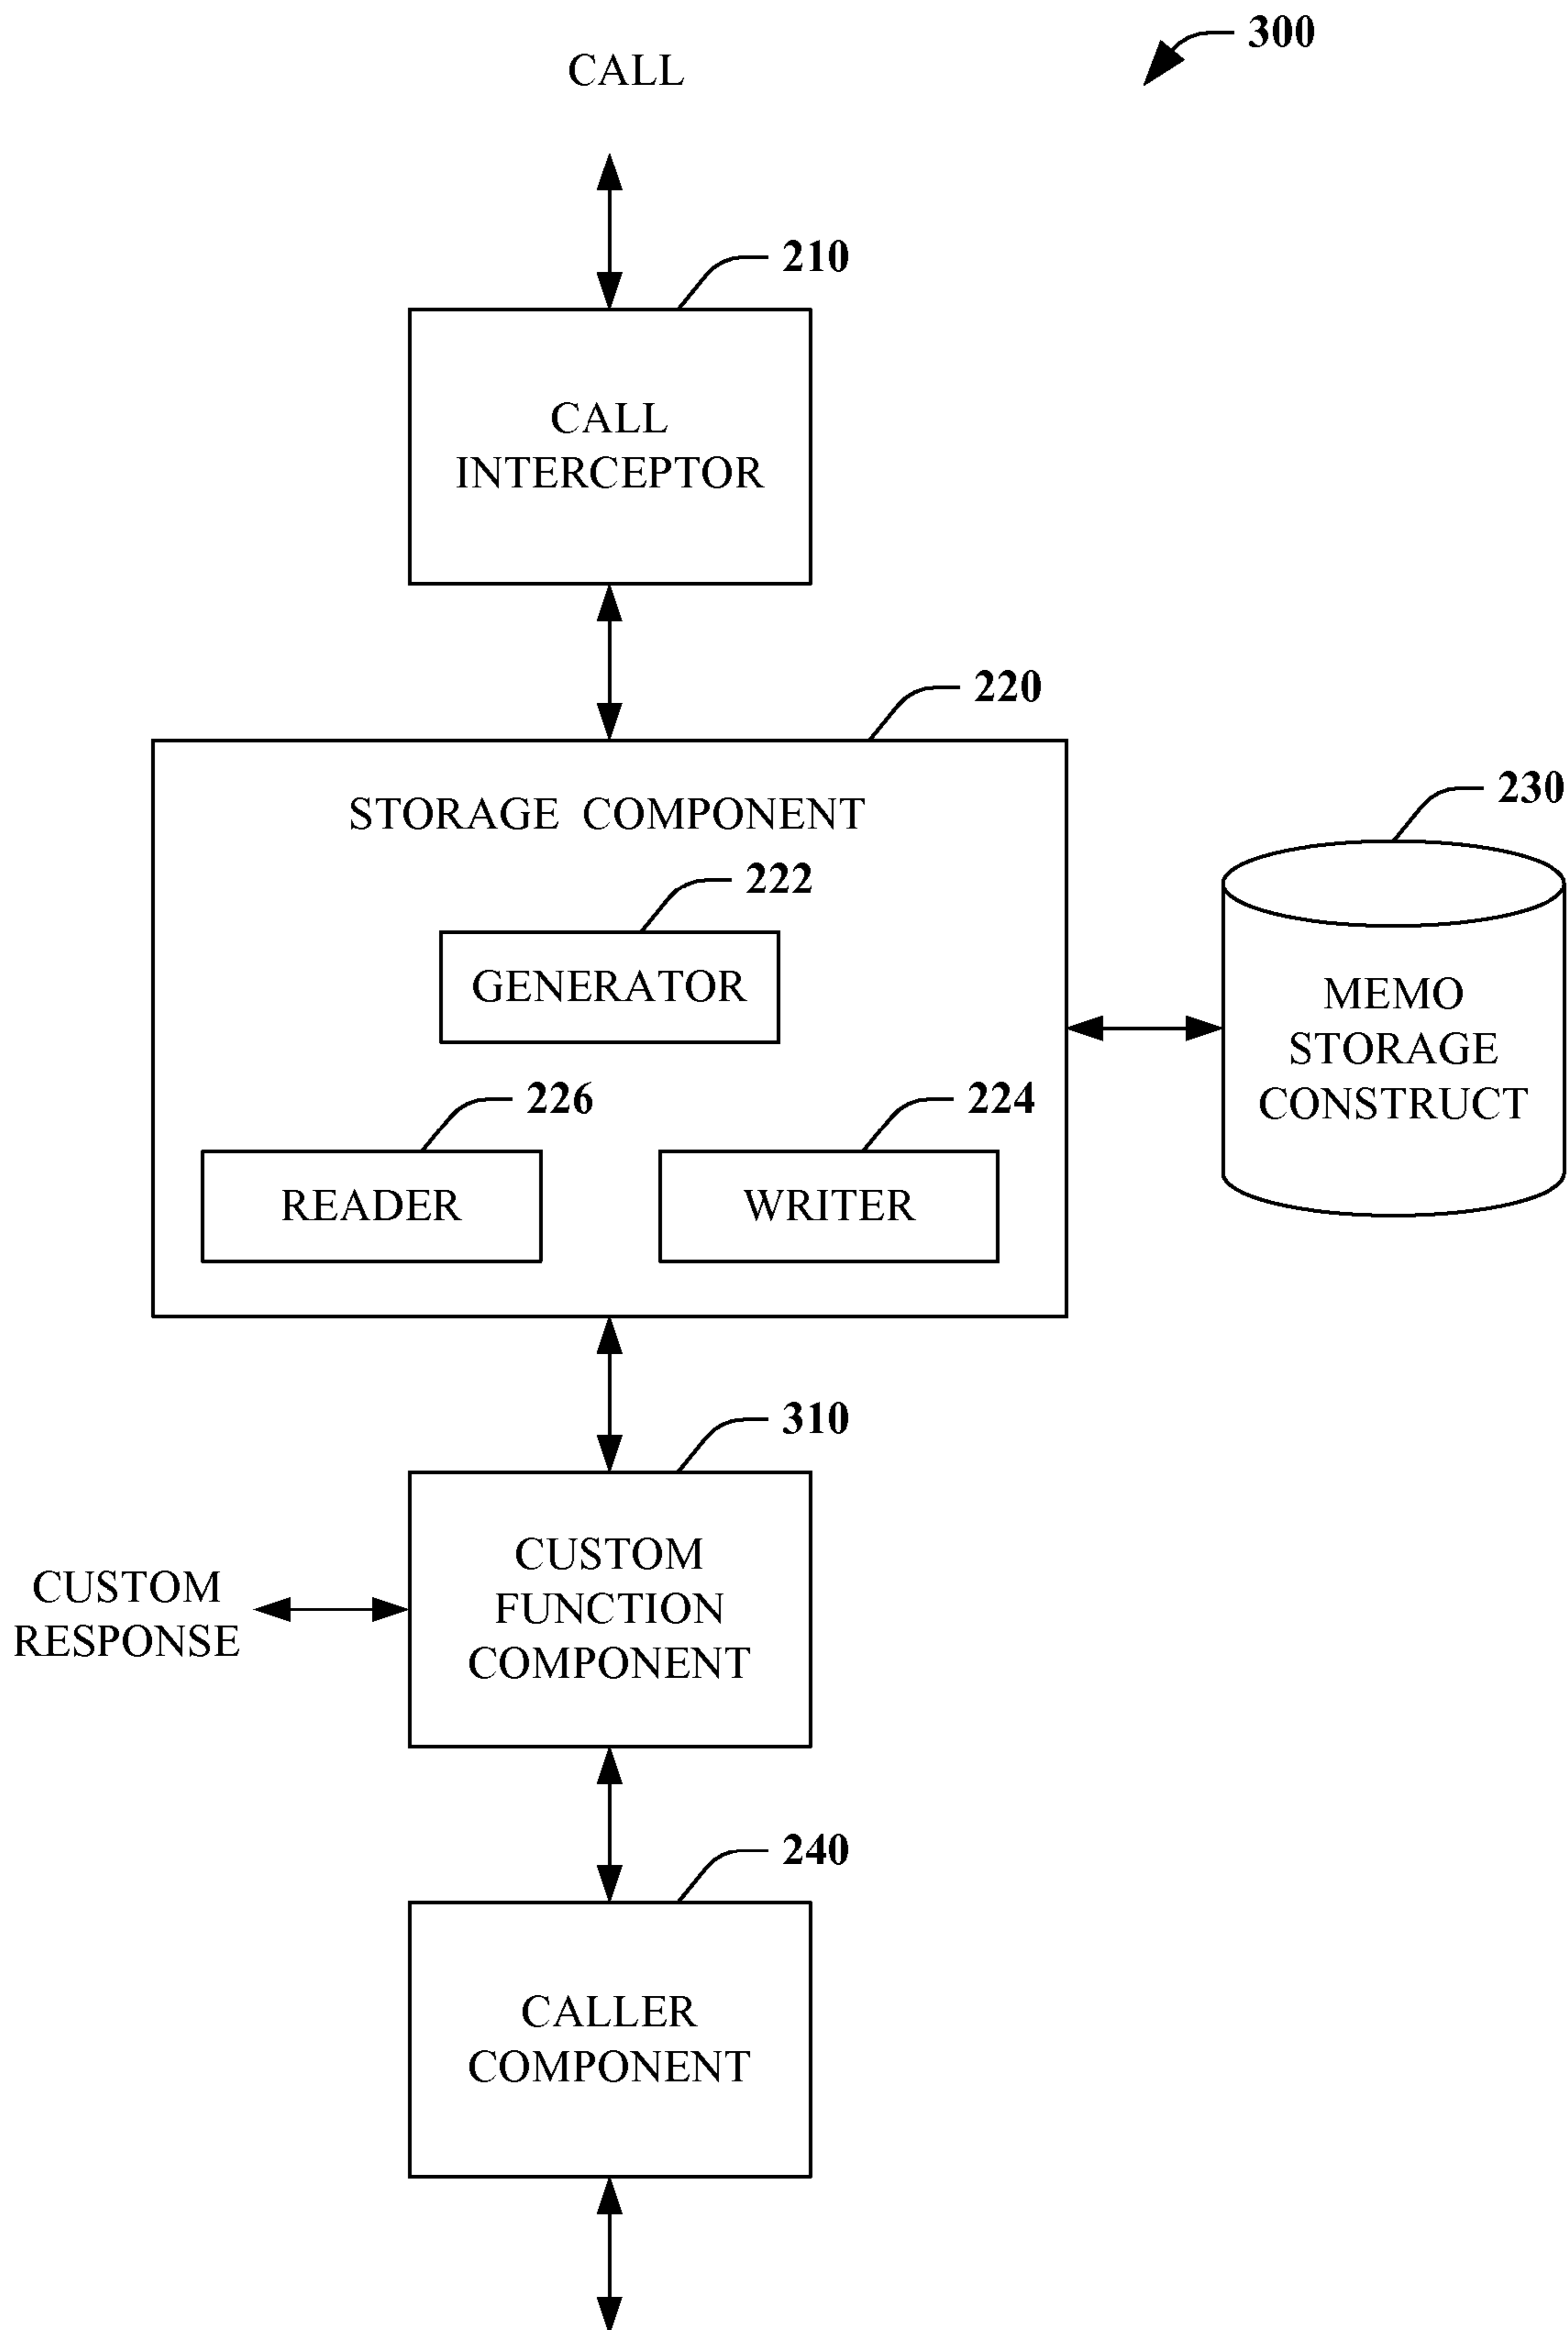 300
CALL
210
CALL
INTERCEPTOR
220
STORAGE COMPONENT
230
222
GENERATOR
MEMO
STORAGE
CONSTRUCT
226
224
READER
WRITER
310
CUSTOM
FUNCTION
COMPONENT
CUSTOM
RESPONSE
240
CALLER
COMPONENT